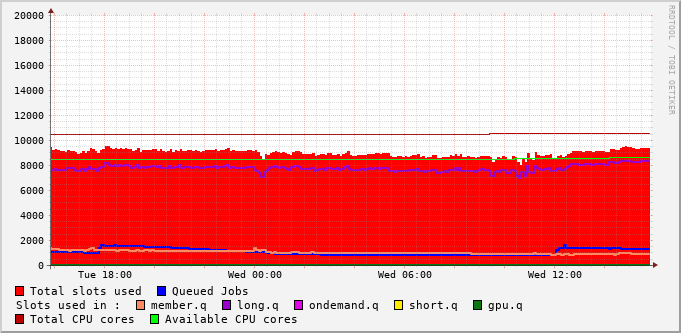 20000
18000
16000
14000
12000
10000
8000
6000
4000
2000
0
Tue 18:00 Wed 00:00 Wed 06:00 Wed 12:00
RRDTOOL / TOBI OETIKER
Total slots used Queued Jobs
Slots used in : member.q long.q ondemand.q short.q gpu.q
Total CPU cores Available CPU cores